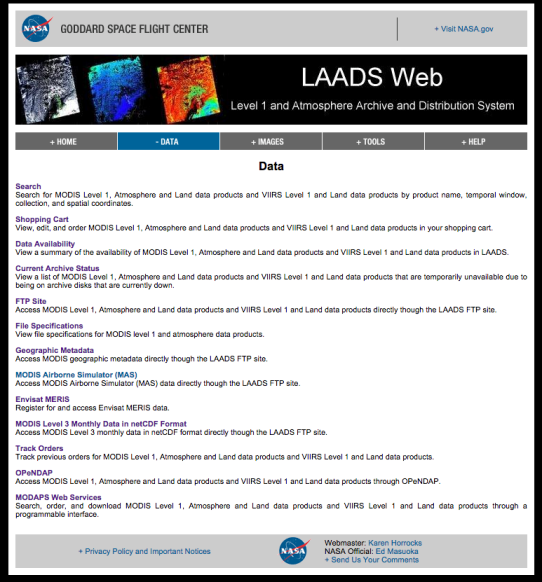 NASA
GODDARD SPACE FLIGHT CENTER
+ Visit NASA.gov
LAADS Web
Level 1 and Atmosphere Archive and Distribution System
+ HOME
- DATA
+ IMAGES
+ TOOLS
+ HELP
Data
Search
Search for MODIS Level 1, Atmosphere and Land data products and VIIRS Level 1 and Land data products by product name, temporal window,
collection, and spatial coordinates.
Shopping Cart
View, edit, and order MODIS Level 1, Atmosphere and Land data products and VIIRS Level 1 and Land data products in your shopping cart.
Data Availability
View a summary of the availability of MODIS Level 1, Atmosphere and Land data products and VIIRS Level 1 and Land data products in LAADS.
Current Archive Status
View a list of MODIS Level 1, Atmosphere and Land data products and VIIRS Level 1 and Land data products that are temporarily unavailable due to
being on archive disks that are currently down.
FTP Site
Access MODIS Level 1, Atmosphere and Land data products and VIIRS Level 1 and Land data products directly though the LAADS FTP site.
File Specifications
View file specifications for MODIS level 1 and atmosphere data products.
Geographic Metadata
Access MODIS geographic metadata directly though the LAADS FTP site.
MODIS Airborne Simulator (MAS)
Access MODIS Airborne Simulator (MAS) data directly though the LAADS FTP site.
Envisat MERIS
Register for and access Envisat MERIS data.
MODIS Level 3 Monthly Data in netCDF Format
Access MODIS Level 3 monthly data in netCDF format directly though the LAADS FTP site.
Track Orders
Track previous orders for MODIS Level 1, Atmosphere and Land data products and VIIRS Level 1 and Land data products.
OPeNDAP
Access MODIS Level 1, Atmosphere and Land data products and VIIRS Level 1 and Land data products through OPeNDAP.
MODAPS Web Services
Search, order, and download MODIS Level 1, Atmosphere and Land data products and VIIRS Level 1 and Land data products through a
programmable interface.
+ Privacy Policy and Important Notices
NASA
Webmaster: Karen Horrocks
NASA Official: Ed Masuoka
+ Send Us Your Comments